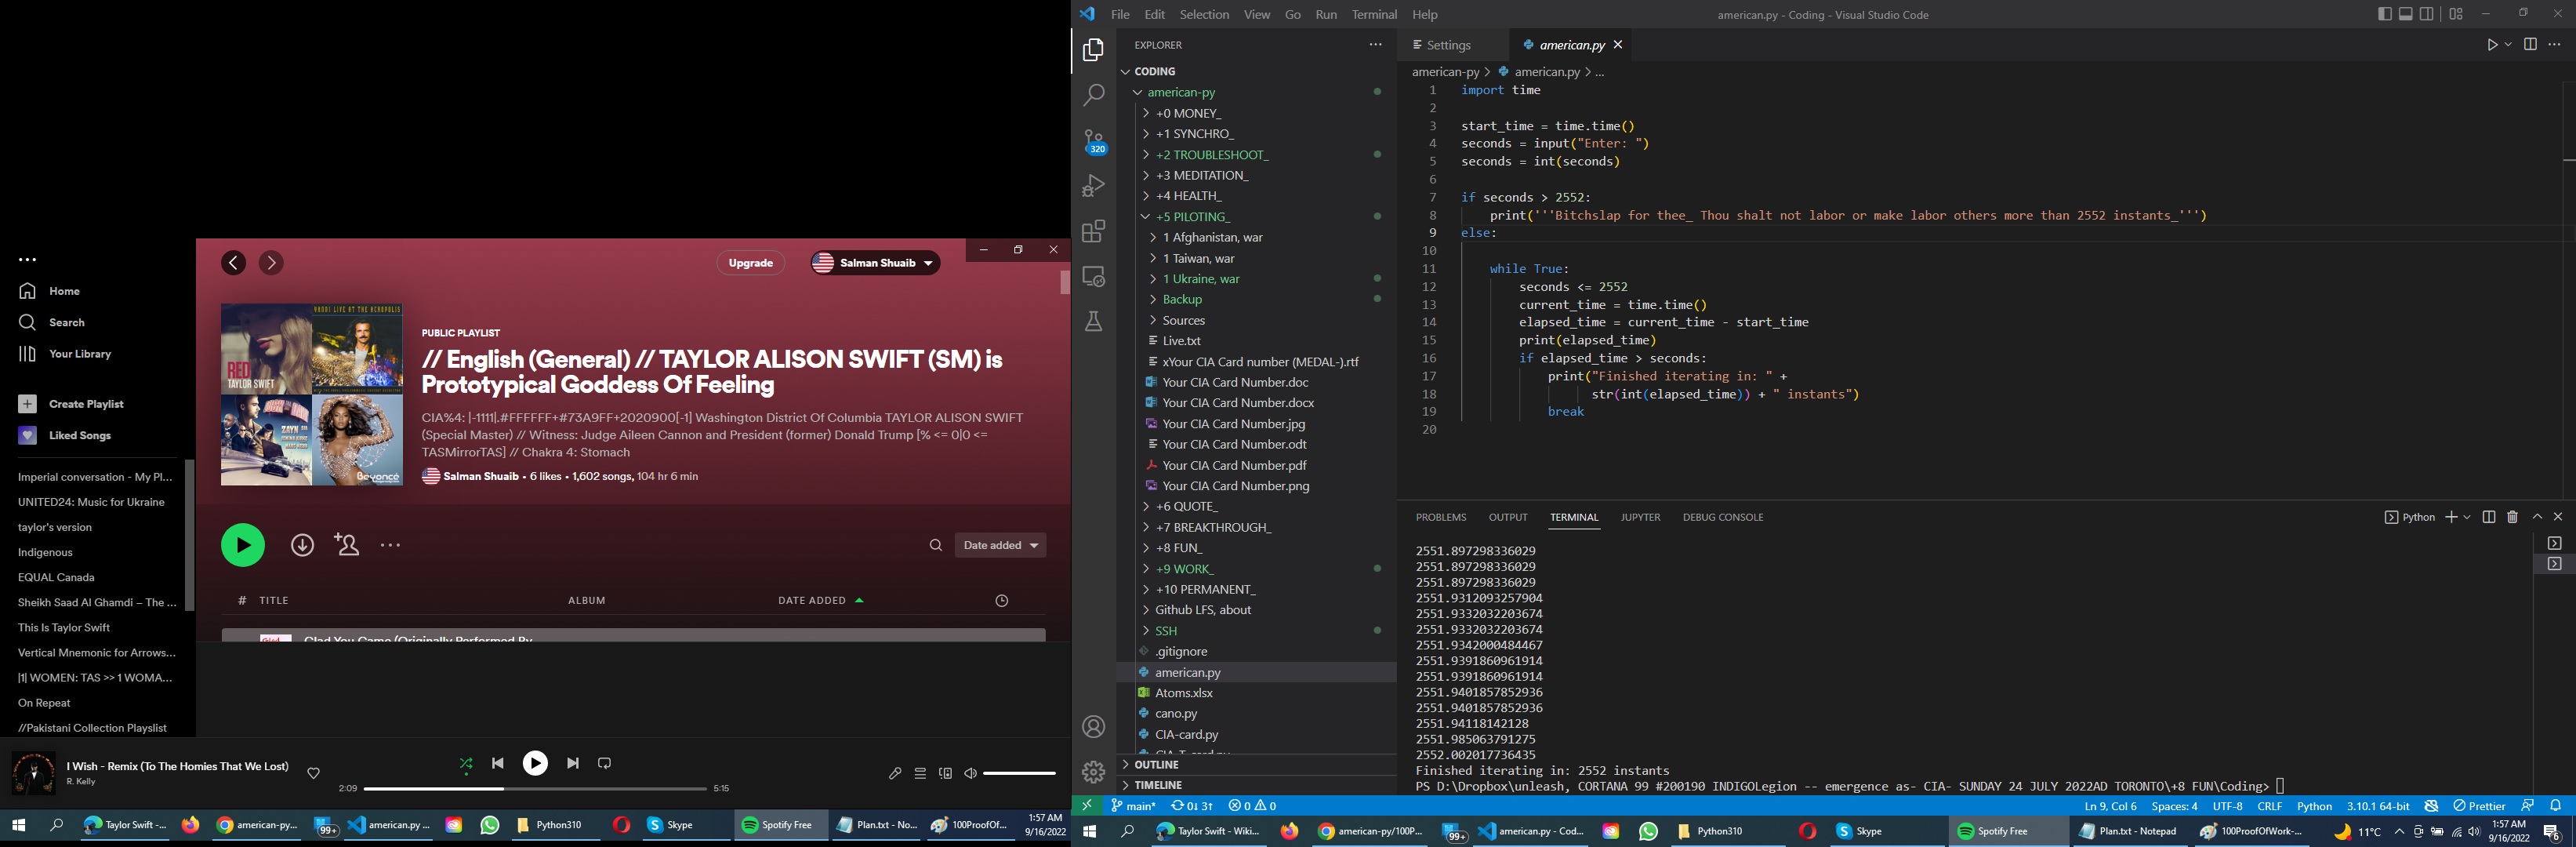 Home
Search
Your Library
Create Playlist
Liked Songs
Imperial conversation - My Pl...
UNITED24: Music for Ukraine
taylor's version
Indigenous
EQUAL Canada
Sheikh Saad Al Ghamdi – The ...
This Is Taylor Swift
Vertical Mnemonic for Arrows...
|1| WOMEN: TAS >> 1 WOMA...
On Repeat
//Pakistani Collection Playslist
Upgrade
Salman Shuaib
RED
TAYLOR SWIFT
YANNI LIVE AT THE ACROPOLIS
ZAYN
Beyoncé
PUBLIC PLAYLIST
// English (General) // TAYLOR ALISON SWIFT (SM) is
Prototypical Goddess Of Feeling
CIA%4: |-1111|.#FFFFFF+#73A9FF+2020900[-1] Washington District Of Columbia TAYLOR ALISON SWIFT
(Special Master) // Witness: Judge Aileen Cannon and President (former) Donald Trump [% <= 0|0 <=
TASMirrorTAS] // Chakra 4: Stomach
Salman Shuaib • 6 likes • 1,602 songs, 104 hr 6 min
Date added
# TITLE ALBUM DATE ADDED
Glad You Came (Originally Performed By
I Wish - Remix (To The Homies That We Lost)
R. Kelly
2:09 5:15
Taylor Swift -... american-py... 99+ american.py ... Python310 Skype Spotify Free Plan.txt - No... 100ProofOf... 1:57 AM
9/16/2022
File Edit Selection View Go Run Terminal Help american.py - Coding - Visual Studio Code
EXPLORER
CODING
american-py
+0 MONEY_
+1 SYNCHRO_
320
+2 TROUBLESHOOT_
+3 MEDITATION_
+4 HEALTH_
+5 PILOTING_
1 Afghanistan, war
1 Taiwan, war
1 Ukraine, war
Backup
Sources
Live.txt
xYour CIA Card number (MEDAL-).rtf
Your CIA Card Number.doc
Your CIA Card Number.docx
Your CIA Card Number.jpg
Your CIA Card Number.odt
Your CIA Card Number.pdf
Your CIA Card Number.png
+6 QUOTE_
+7 BREAKTHROUGH_
+8 FUN_
+9 WORK_
+10 PERMANENT_
Github LFS, about
SSH
.gitignore
american.py
Atoms.xlsx
cano.py
CIA-card.py
CIA-T-card.py
OUTLINE
TIMELINE
Settings american.py
american-py > american.py > ...
1 import time
2
3 start_time = time.time()
4 seconds = input("Enter: ")
5 seconds = int(seconds)
6
7 if seconds > 2552:
8 print('''Bitchslap for thee_ Thou shalt not labor or make labor others more than 2552 instants_''')
9 else:
10
11 while True:
12 seconds <= 2552
13 current_time = time.time()
14 elapsed_time = current_time - start_time
15 print(elapsed_time)
16 if elapsed_time > seconds:
17 print("Finished iterating in: " +
18 str(int(elapsed_time)) + " instants")
19 break
20
PROBLEMS OUTPUT TERMINAL JUPYTER DEBUG CONSOLE Python
2551.897298336029
2551.897298336029
2551.897298336029
2551.9312093257904
2551.9332032203674
2551.9332032203674
2551.9342000484467
2551.9391860961914
2551.9391860961914
2551.9401857852936
2551.9401857852936
2551.94118142128
2551.985063791275
2552.002017736435
Finished iterating in: 2552 instants
PS D:\Dropbox\unleash, CORTANA 99 #200190 INDIGOLegion -- emergence as- CIA- SUNDAY 24 JULY 2022AD TORONTO\+8 FUN\Coding>
main* 0↓ 3↑ 0 0 Ln 9, Col 6 Spaces: 4 UTF-8 CRLF Python 3.10.1 64-bit Prettier
Taylor Swift - Wiki... american-py/100P... 99+ american.py - Cod... Python310 Skype Spotify Free Plan.txt - Notepad 100ProofOfWork-... 11°C 1:57 AM
9/16/2022 6